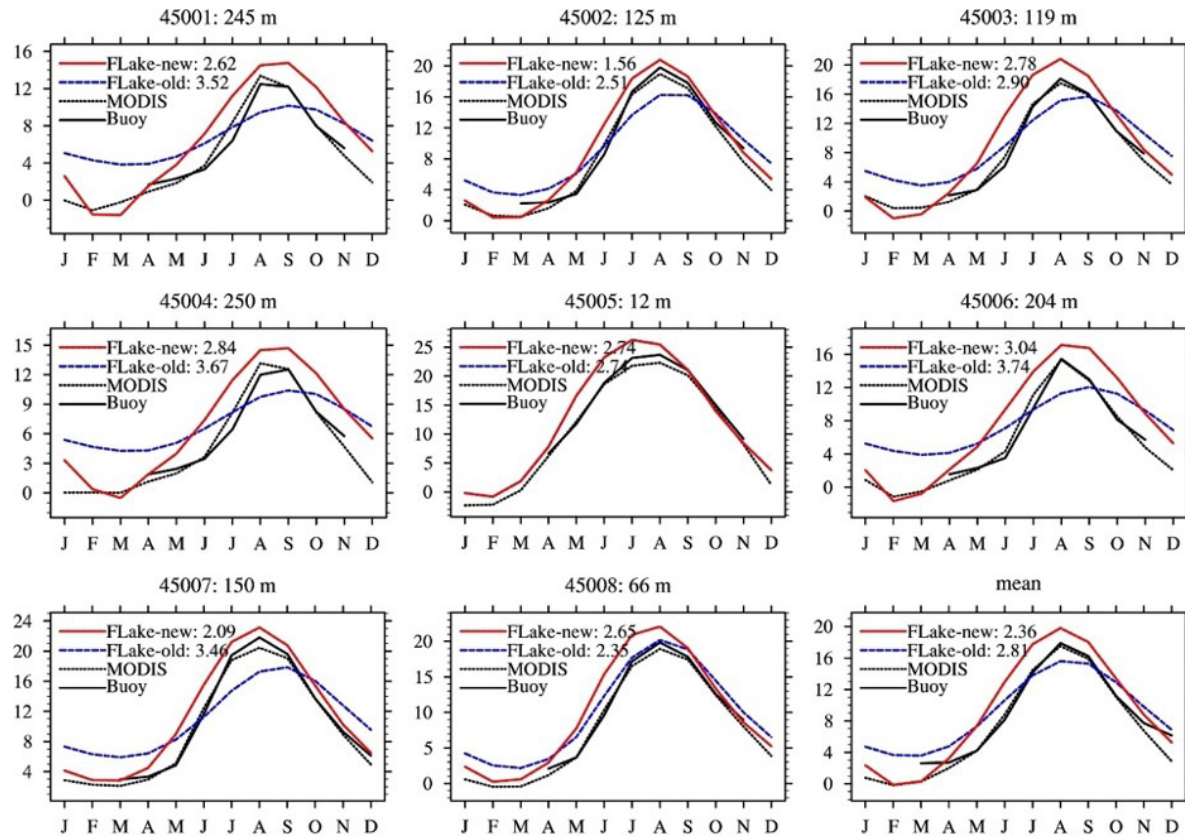 45001: 245 m
16
12
8
4
0
FLake-new: 2.62
FLake-old: 3.52
MODIS
Buoy
J F M A M J J A S O N D
45002: 125 m
20
16
12
8
4
0
FLake-new: 1.56
FLake-old: 2.51
MODIS
Buoy
J F M A M J J A S O N D
45003: 119 m
20
16
12
8
4
0
FLake-new: 2.78
FLake-old: 2.90
MODIS
Buoy
J F M A M J J A S O N D
45004: 250 m
15
12
9
6
3
0
FLake-new: 2.84
FLake-old: 3.67
MODIS
Buoy
J F M A M J J A S O N D
45005: 12 m
25
20
15
10
5
0
FLake-new: 2.74
FLake-old: 2.74
MODIS
Buoy
J F M A M J J A S O N D
45006: 204 m
16
12
8
4
0
FLake-new: 3.04
FLake-old: 3.74
MODIS
Buoy
J F M A M J J A S O N D
45007: 150 m
24
20
16
12
8
4
FLake-new: 2.09
FLake-old: 3.46
MODIS
Buoy
J F M A M J J A S O N D
45008: 66 m
20
15
10
5
0
FLake-new: 2.65
FLake-old: 2.35
MODIS
Buoy
J F M A M J J A S O N D
mean
20
16
12
8
4
0
FLake-new: 2.36
FLake-old: 2.81
MODIS
Buoy
J F M A M J J A S O N D